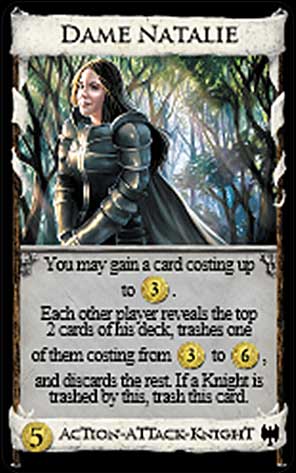 DAME NATALIE
You may gain a card costing up
to 3.
Each other player reveals the top
2 cards of his deck, trashes one
of them costing from 3 to 6,
and discards the rest. If a Knight is
trashed by this, trash this card.
5 ACTION-ATTACK-KNIGHT